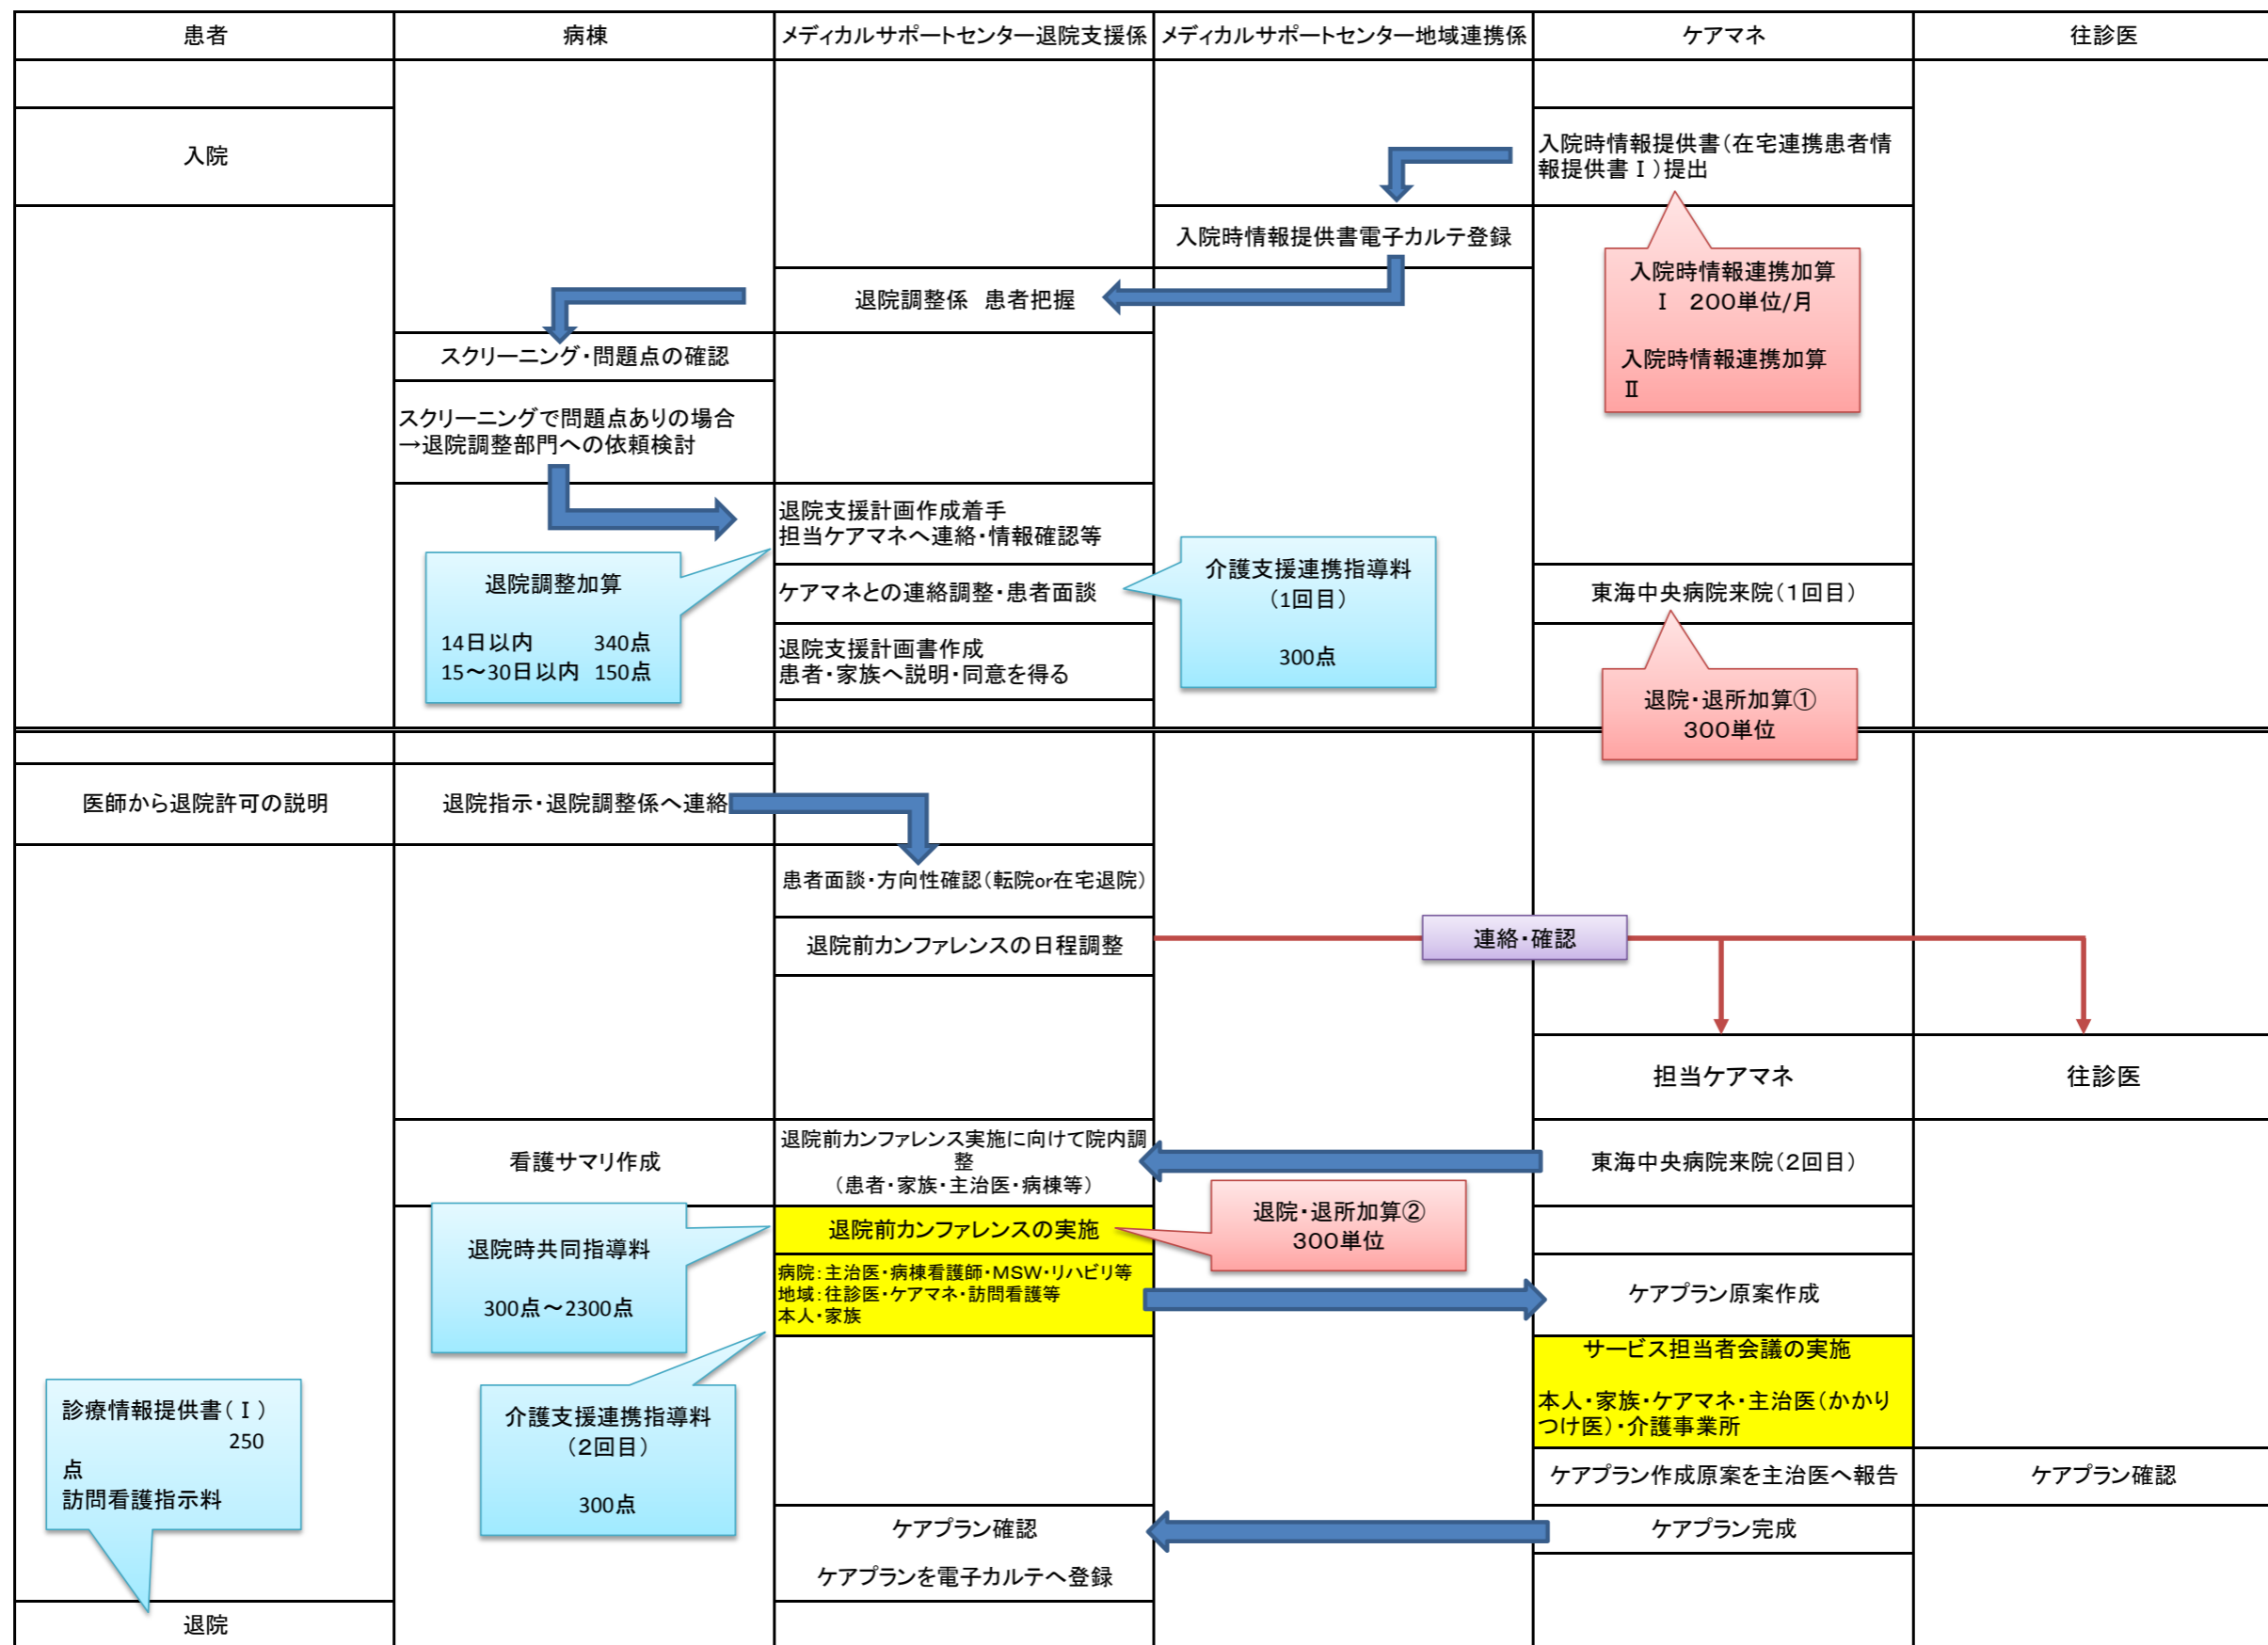 患者
病棟
メディカルサポートセンター退院支援係
メディカルサポートセンター地域連携係
ケアマネ
往診医
入院
入院時情報提供書（在宅連携患者情
報提供書Ⅰ）提出
入院時情報提供書電子カルテ登録
入院時情報連携加算
Ⅰ　200単位/月
入院時情報連携加算
Ⅱ
退院調整係　患者把握
スクリーニング・問題点の確認
スクリーニングで問題点ありの場合
→退院調整部門への依頼検討
退院支援計画作成着手
担当ケアマネへ連絡・情報確認等
退院調整加算
14日以内　340点
15～30日以内　150点
ケアマネとの連絡調整・患者面談
介護支援連携指導料
（1回目）
300点
東海中央病院来院（1回目）
退院支援計画書作成
患者・家族へ説明・同意を得る
退院・退所加算①
300単位
医師から退院許可の説明
退院指示・退院調整係へ連絡
患者面談・方向性確認（転院or在宅退院）
退院前カンファレンスの日程調整
連絡・確認
担当ケアマネ
往診医
看護サマリ作成
退院前カンファレンス実施に向けて院内調
整
（患者・家族・主治医・病棟等）
東海中央病院来院（2回目）
退院時共同指導料
300点～2300点
退院前カンファレンスの実施
退院・退所加算②
300単位
病院：主治医・病棟看護師・MSW・リハビリ等
地域：往診医・ケアマネ・訪問看護等
本人・家族
ケアプラン原案作成
サービス担当者会議の実施
本人・家族・ケアマネ・主治医（かかり
つけ医）・介護事業所
診療情報提供書（Ⅰ）
250
点
訪問看護指示料
介護支援連携指導料
（2回目）
300点
ケアプラン作成原案を主治医へ報告
ケアプラン確認
ケアプラン確認
ケアプランを電子カルテへ登録
ケアプラン完成
退院